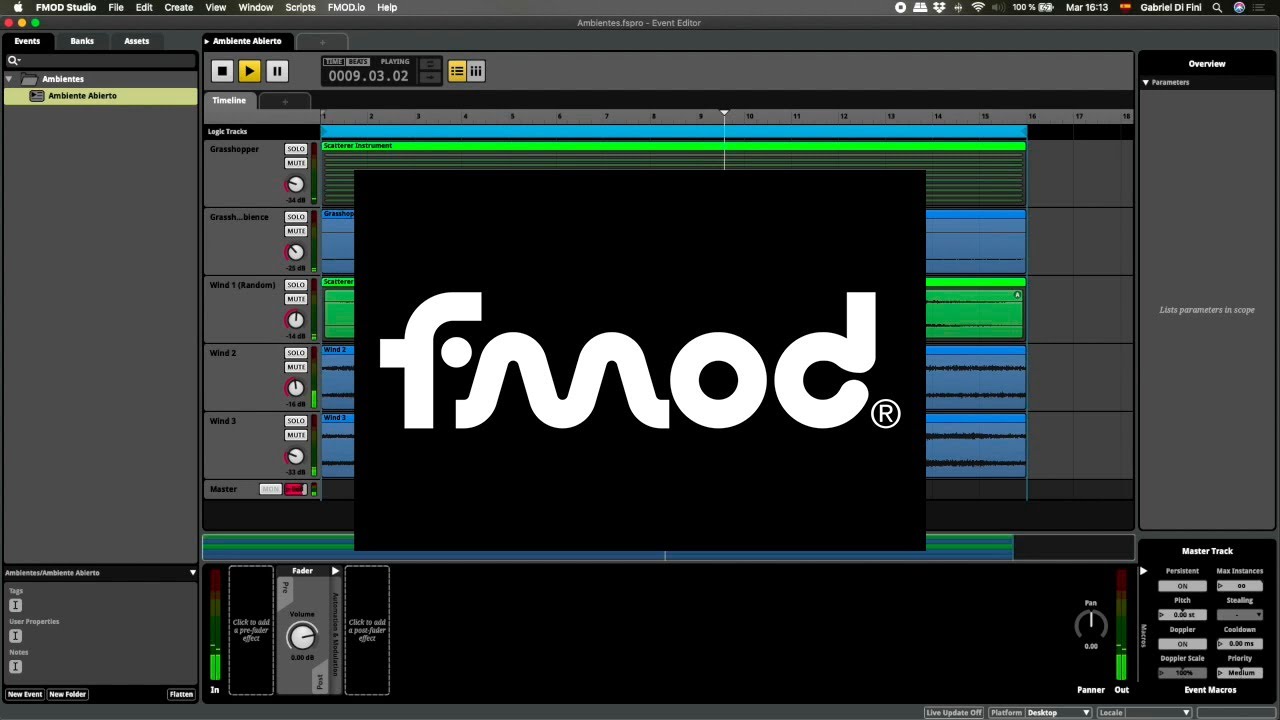 FMOD Studio File Edit Create View Window Scripts FMOD.io Help 100 % Mar 16:13 Gabriel Di Fini
Ambientes.fspro - Event Editor
Events Banks Assets
Ambiente Abierto
+
Overview
TIME BEATS PLAYING
0009.03.02
Parameters
Ambientes
Ambiente Abierto
Timeline
+
1 2 3 4 5 6 7 8 9 10 11 12 13 14 15 16 17 18
Logic Tracks
Grasshopper SOLO
MUTE
-34 dB
Scatterer Instrument
Grassh...bience SOLO
MUTE
-25 dB
Grasshop
Wind 1 (Random) SOLO
MUTE
-14 dB
Scatterer
A
Wind 2 SOLO
MUTE
-16 dB
Wind 2
Wind 3 SOLO
MUTE
-33 dB
Wind 3
Master MON
fmod®
Lists parameters in scope
Ambientes/Ambiente Abierto
Tags
User Properties
Notes
New Event New Folder Flatten
In
Click to add
a pre-fader
effect
Fader
Pre
Volume
0.00 dB
Post
Automation & Modulation
Click to add
a post-fader
effect
Pan
0.00
Panner Out
Macros
Master Track
Persistent Max Instances
ON oo
Pitch Stealing
0.00 st -
Doppler Cooldown
ON 0.00 ms
Doppler Scale Priority
100% Medium
Event Macros
Live Update Off Platform Desktop Locale